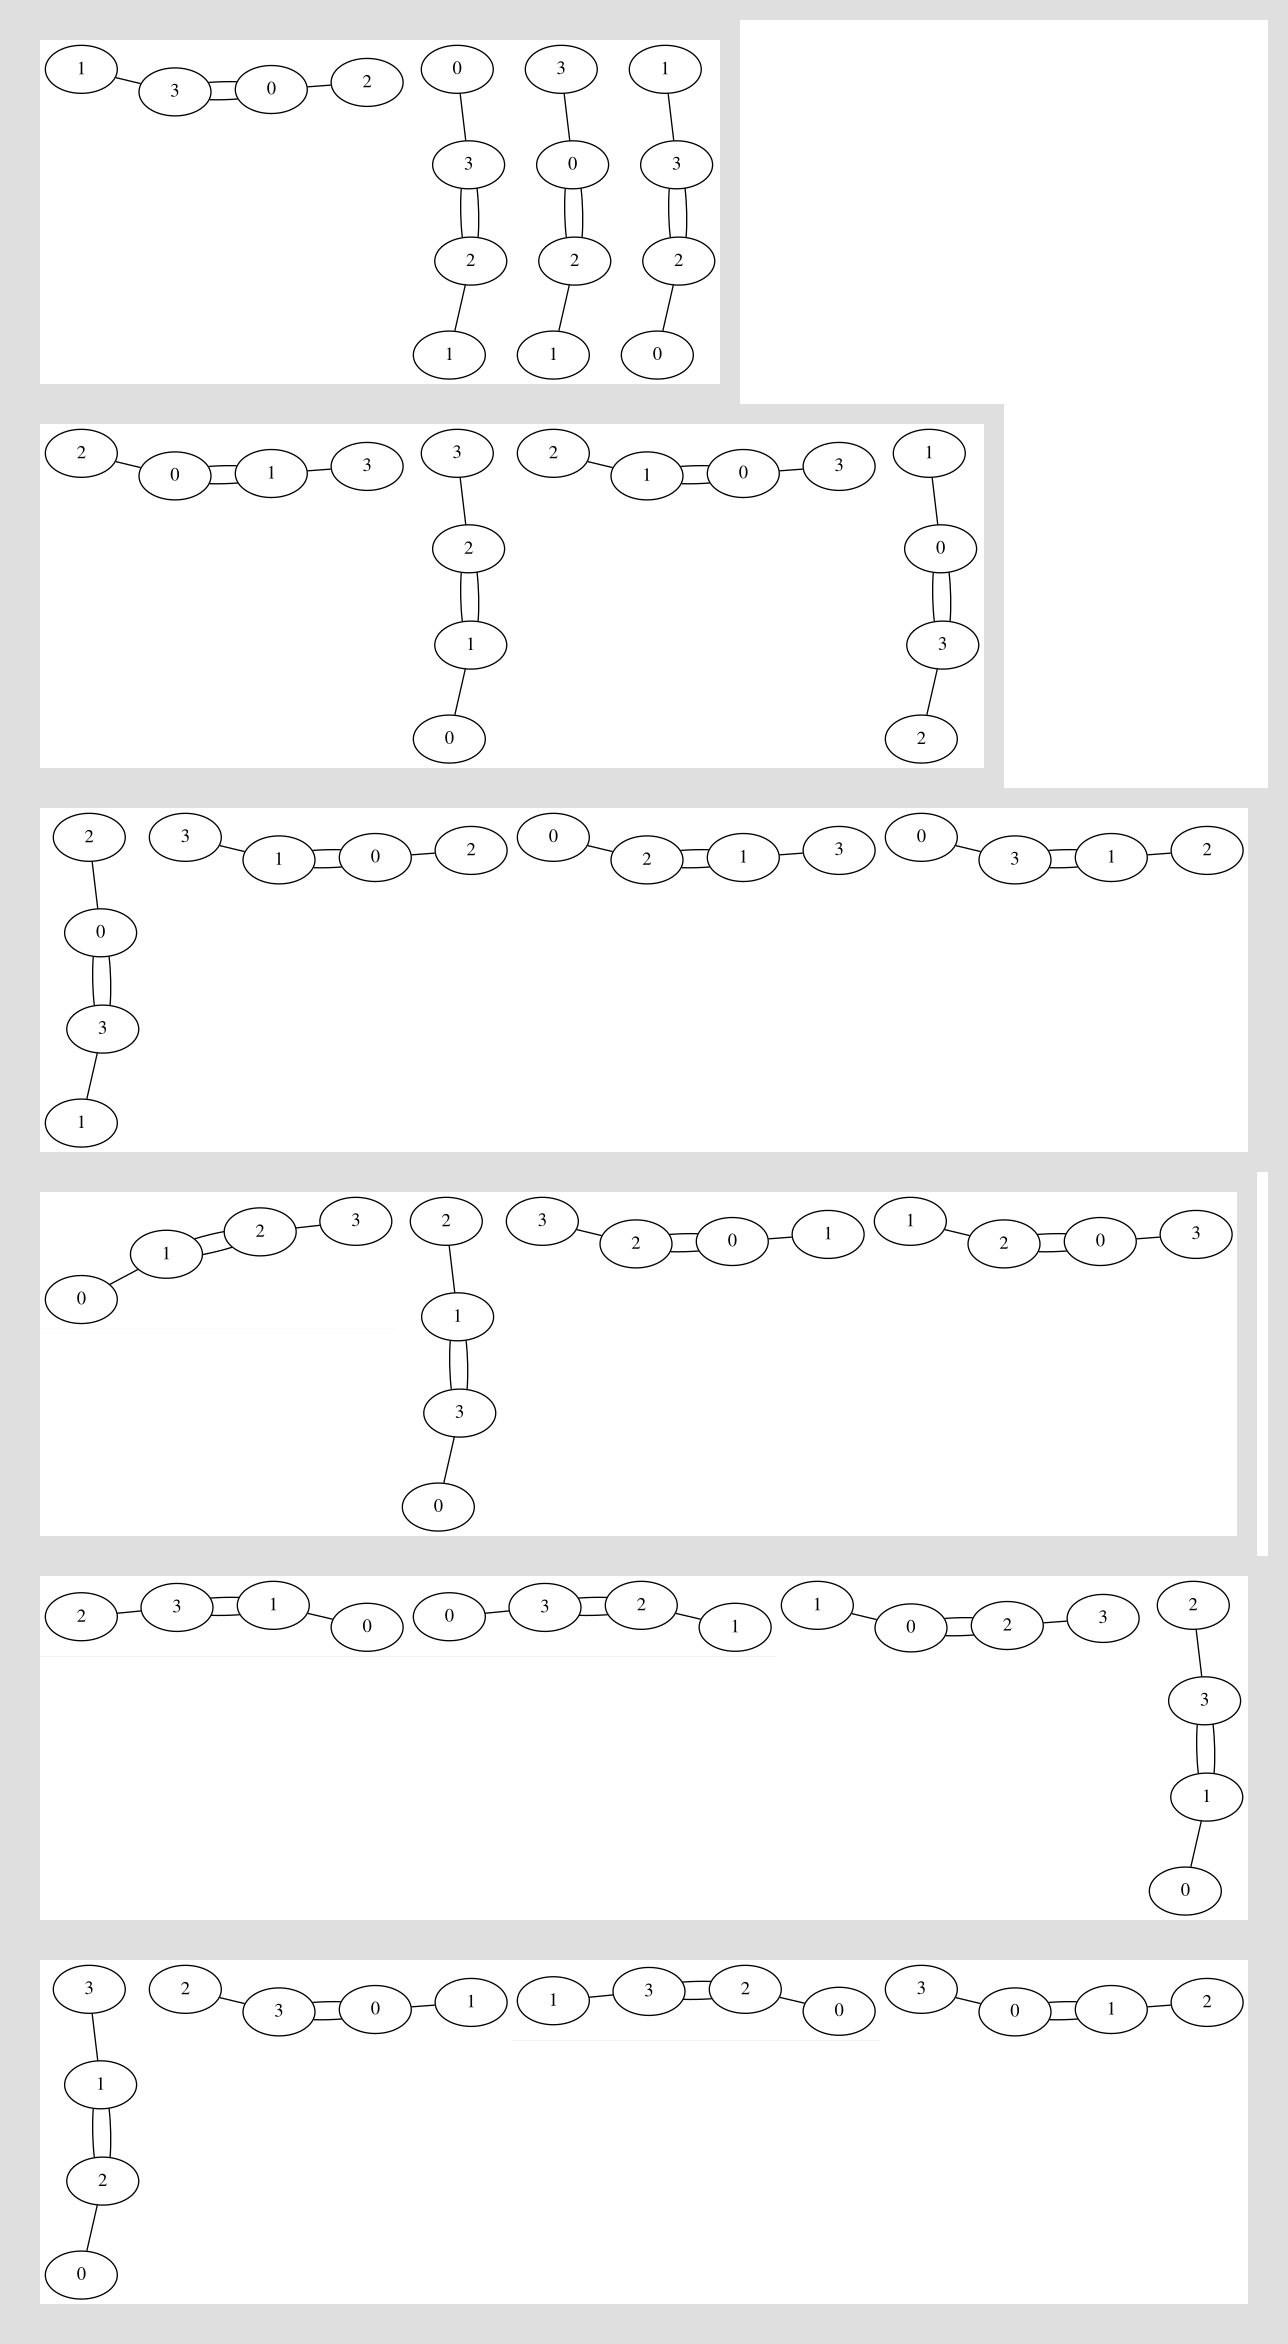 1 3 0 2
0 3 2 1
3 0 2 1
1 3 2 0
2 0 1 3
3 2 1 0
2 1 0 3
1 0 3 2
2 0 3 1
3 1 0 2
0 2 1 3
0 3 1 2
0 1 2 3
2 1 3 0
3 2 0 1
1 2 0 3
2 3 1 0
0 3 2 1
1 0 2 3
2 3 1 0
3 1 2 0
2 3 0 1
1 3 2 0
3 0 1 2